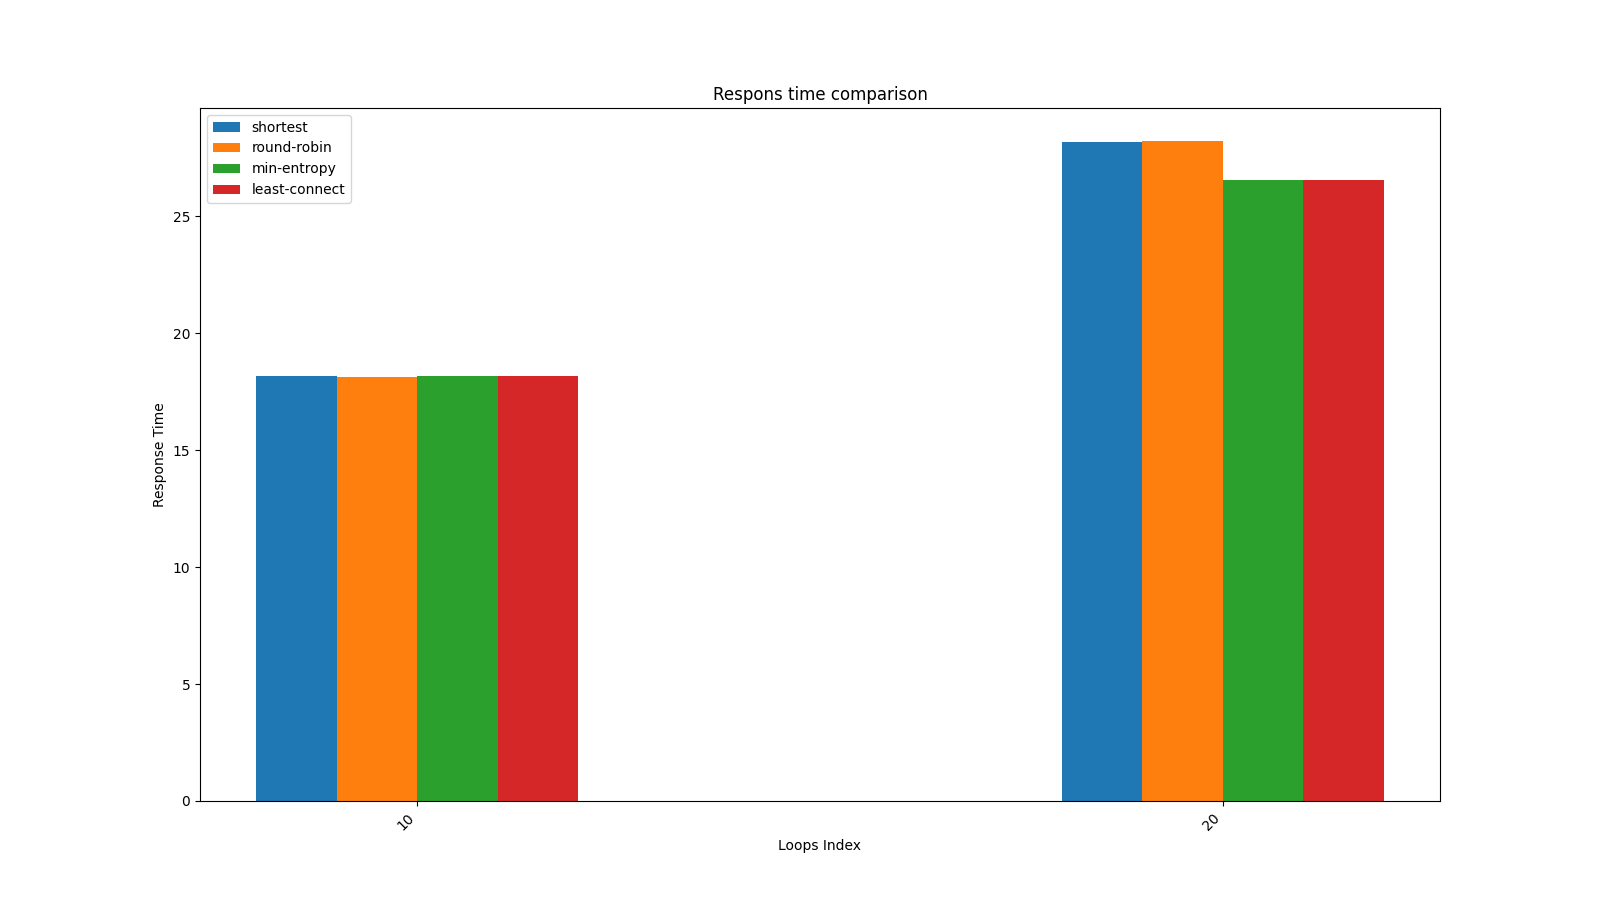 Respons time comparison
shortest
round-robin
min-entropy
least-connect
25
20
15
10
5
0
Response Time
10
20
Loops Index